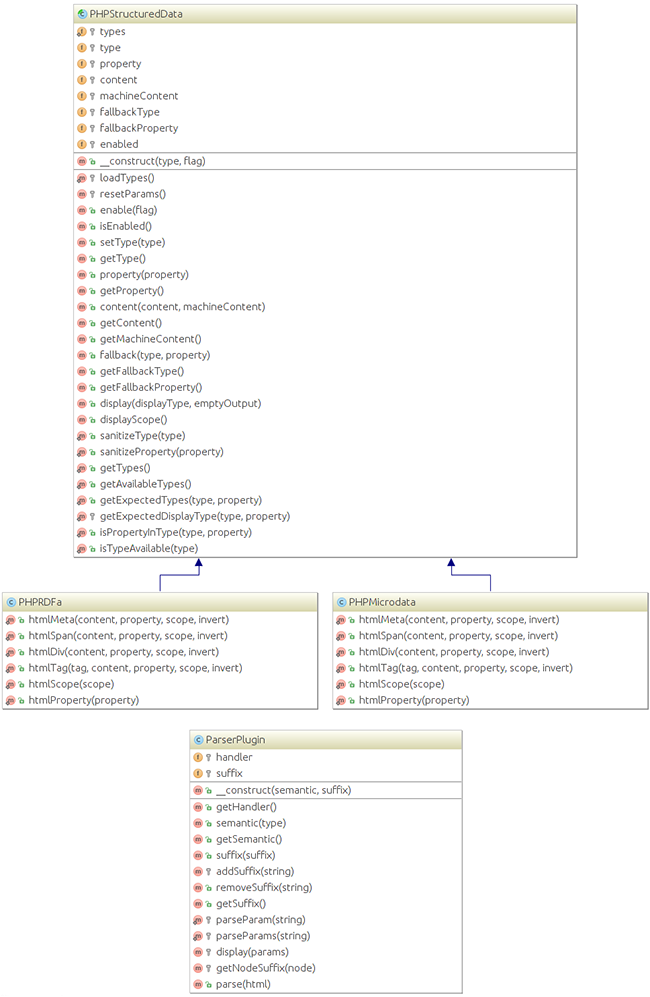 PHPStructuredData
types
type
property
content
machineContent
fallbackType
fallbackProperty
enabled
__construct(type, flag)
loadTypes()
resetParams()
enable(flag)
isEnabled()
setType(type)
getType()
property(property)
getProperty()
content(content, machineContent)
getContent()
getMachineContent()
fallback(type, property)
getFallbackType()
getFallbackProperty()
display(displayType, emptyOutput)
displayScope()
sanitizeType(type)
sanitizeProperty(property)
getTypes()
getAvailableTypes()
getExpectedTypes(type, property)
getExpectedDisplayType(type, property)
isPropertyInType(type, property)
isTypeAvailable(type)
PHPRDFa
htmlMeta(content, property, scope, invert)
htmlSpan(content, property, scope, invert)
htmlDiv(content, property, scope, invert)
htmlTag(tag, content, property, scope, invert)
htmlScope(scope)
htmlProperty(property)
PHPMicrodata
htmlMeta(content, property, scope, invert)
htmlSpan(content, property, scope, invert)
htmlDiv(content, property, scope, invert)
htmlTag(tag, content, property, scope, invert)
htmlScope(scope)
htmlProperty(property)
ParserPlugin
handler
suffix
__construct(semantic, suffix)
getHandler()
semantic(type)
getSemantic()
suffix(suffix)
addSuffix(string)
removeSuffix(string)
getSuffix()
parseParam(string)
parseParams(string)
display(params)
getNodeSuffix(node)
parse(html)